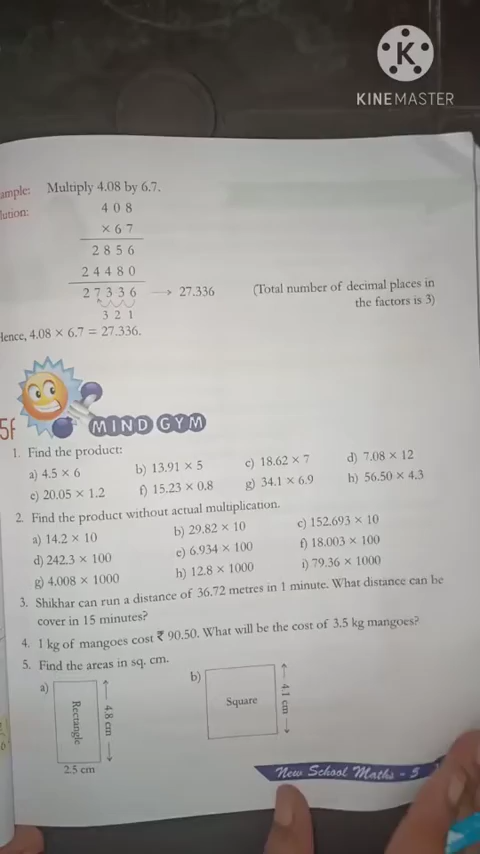 K
KINEMASTER
ample: Multiply 4.08 by 6.7.
lution:
4 0 8
× 6 7
2 8 5 6
2 4 4 8 0
2 7 3 3 6 → 27.336 (Total number of decimal places in
the factors is 3)
3 2 1
Hence, 4.08 × 6.7 = 27.336.
5f MIND GYM
1. Find the product:
a) 4.5 × 6 b) 13.91 × 5 c) 18.62 × 7 d) 7.08 × 12
e) 20.05 × 1.2 f) 15.23 × 0.8 g) 34.1 × 6.9 h) 56.50 × 4.3
2. Find the product without actual multiplication.
a) 14.2 × 10 b) 29.82 × 10 c) 152.693 × 10
d) 242.3 × 100 e) 6.934 × 100 f) 18.003 × 100
g) 4.008 × 1000 h) 12.8 × 1000 i) 79.36 × 1000
3. Shikhar can run a distance of 36.72 metres in 1 minute. What distance can be
cover in 15 minutes?
4. 1 kg of mangoes cost ₹ 90.50. What will be the cost of 3.5 kg mangoes?
5. Find the areas in sq. cm.
a) Rectangle 4.8 cm b) Square 4.1 cm
2.5 cm
New School Maths - 5